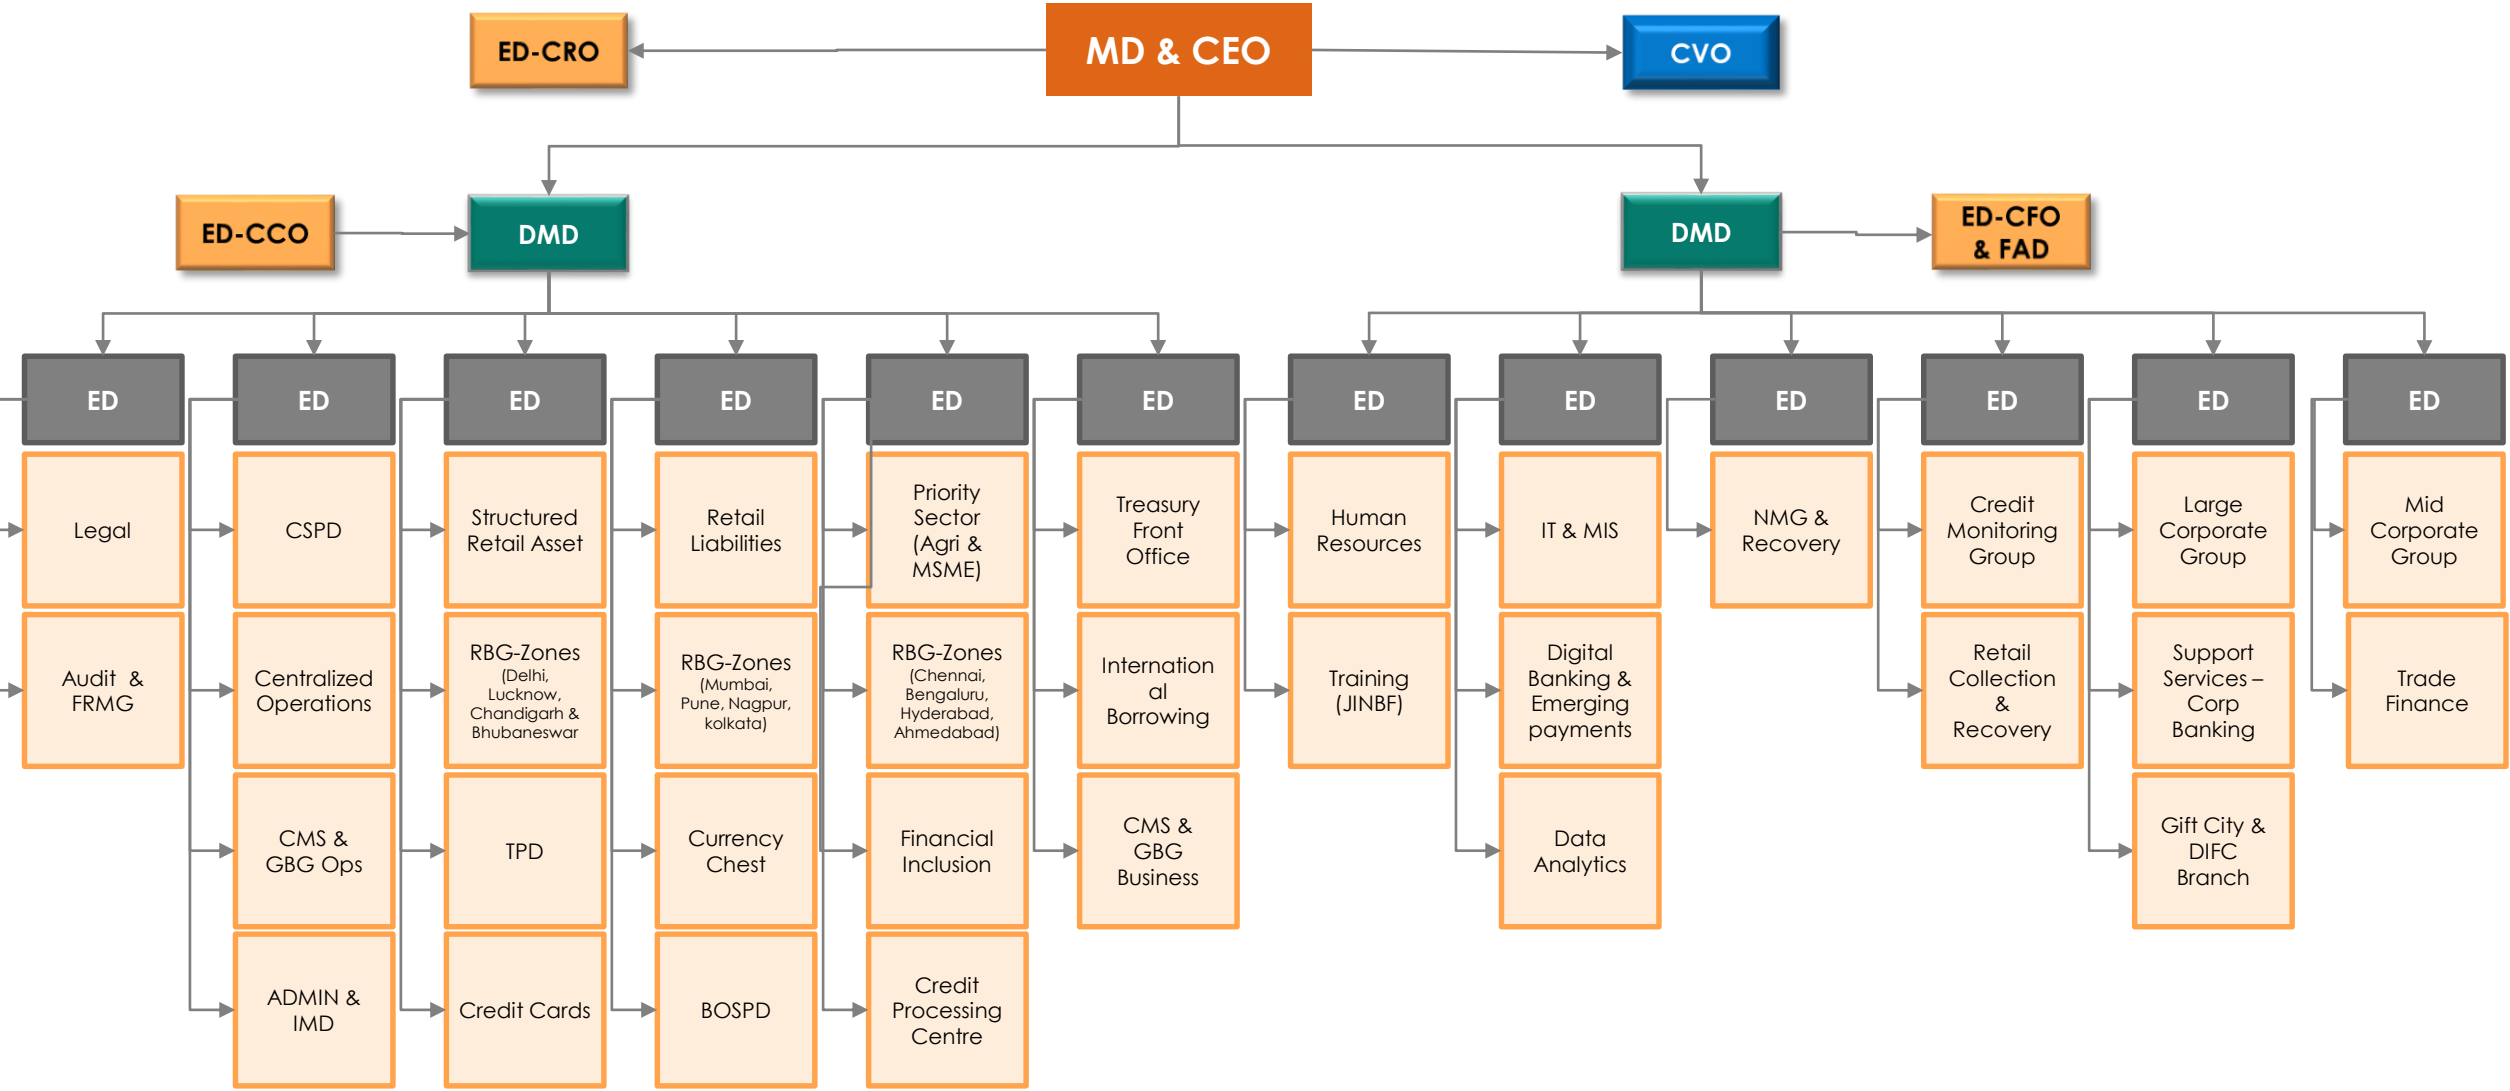 MD & CEO
ED-CRO
CVO
ED-CCO
DMD
DMD
ED-CFO
& FAD
ED
ED
ED
ED
ED
ED
ED
ED
ED
ED
ED
ED
Legal
Audit & 
FRMG
CSPD
Centralized
Operations
CMS &
GBG Ops
ADMIN &
IMD
Structured
Retail Asset
RBG-Zones
(Delhi,
Lucknow,
Chandigarh &
Bhubaneswar
TPD
Credit Cards
Retail
Liabilities
RBG-Zones
(Mumbai,
Pune, Nagpur,
kolkata)
Currency
Chest
BOSPD
Priority
Sector
(Agri &
MSME)
RBG-Zones
(Chennai,
Bengaluru,
Hyderabad,
Ahmedabad)
Financial
Inclusion
Credit
Processing
Centre
Treasury
Front
Office
Internation
al
Borrowing
CMS &
GBG
Business
Human
Resources
Training
(JINBF)
IT & MIS
Digital
Banking &
Emerging
payments
Data
Analytics
NMG &
Recovery
Credit
Monitoring
Group
Retail
Collection
&
Recovery
Large
Corporate
Group
Support
Services –
Corp
Banking
Gift City &
DIFC
Branch
Mid
Corporate
Group
Trade
Finance